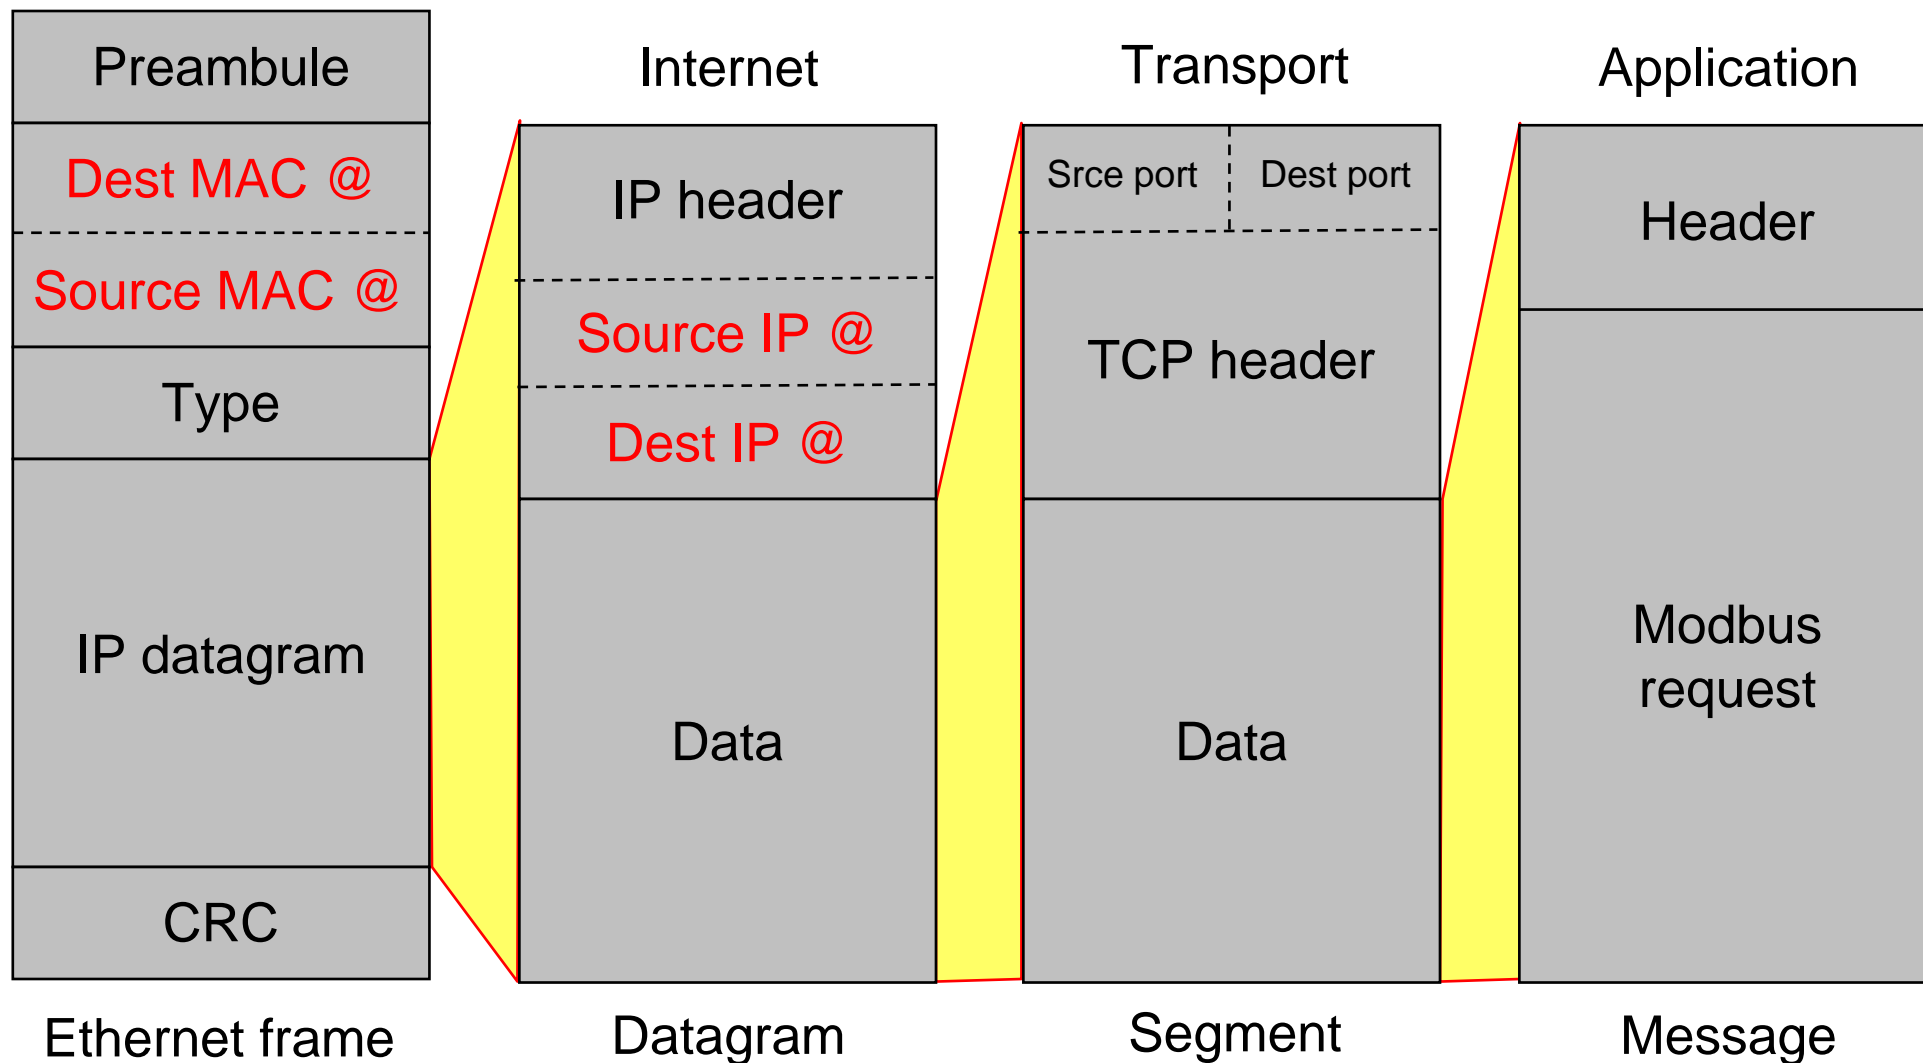 Preambule
Dest MAC @
Source MAC @
Type
IP datagram
CRC
Ethernet frame
Internet
IP header
Source IP @
Dest IP @
Data
Datagram
Transport
Srce port
Dest port
TCP header
Data
Segment
Application
Header
Modbus
request
Message